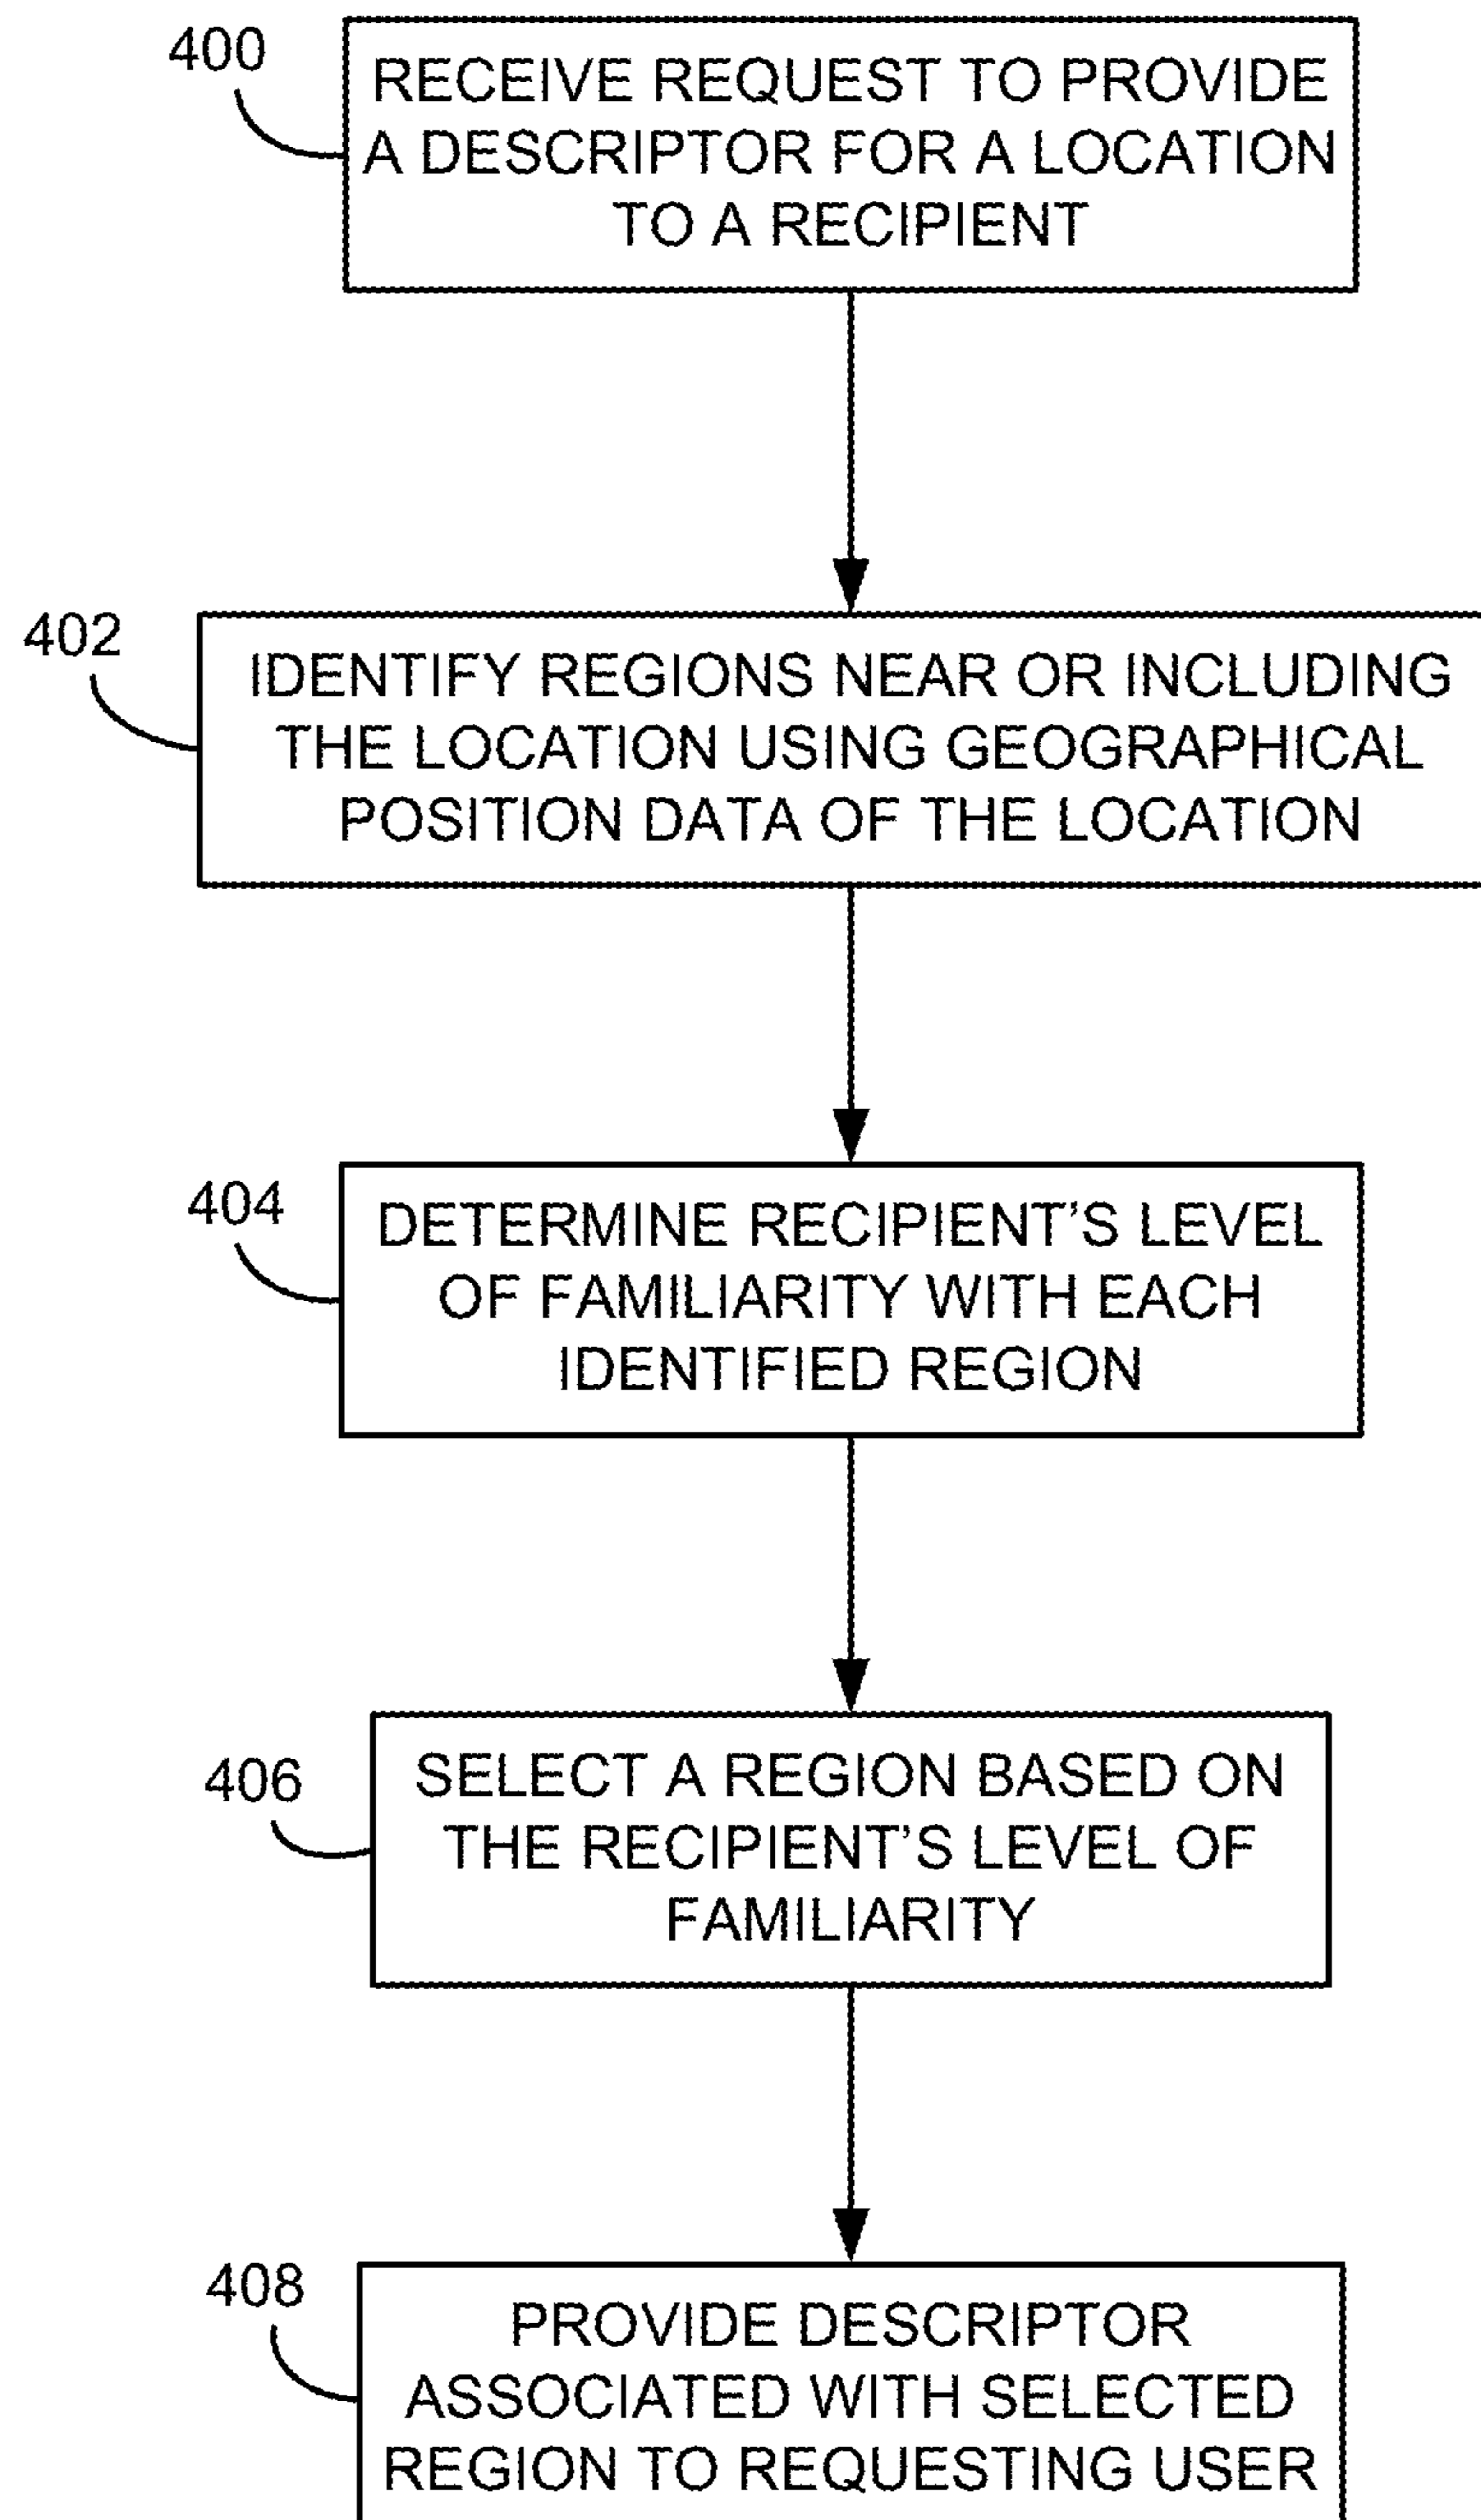 400
RECEIVE REQUEST TO PROVIDE
A DESCRIPTOR FOR A LOCATION
TO A RECIPIENT
402
IDENTIFY REGIONS NEAR OR INCLUDING
THE LOCATION USING GEOGRAPHICAL
POSITION DATA OF THE LOCATION
404
DETERMINE RECIPIENT’S LEVEL
OF FAMILIARITY WITH EACH
IDENTIFIED REGION
406
SELECT A REGION BASED ON
THE RECIPIENT’S LEVEL OF
FAMILIARITY
408
PROVIDE DESCRIPTOR
ASSOCIATED WITH SELECTED
REGION TO REQUESTING USER